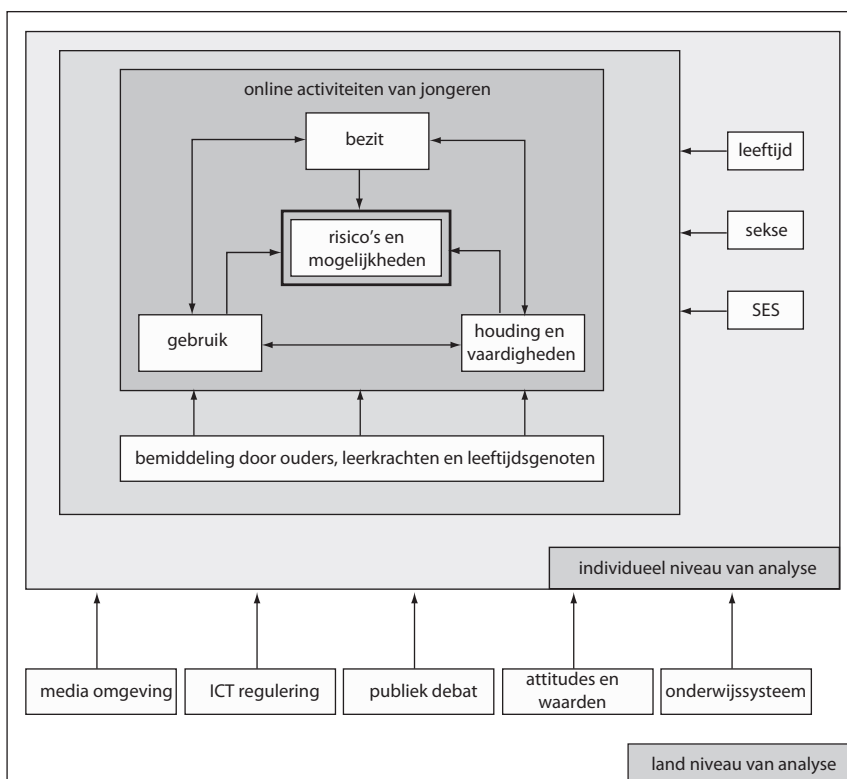 online activiteiten van jongeren
bezit
leeftijd
risico's en
mogelijkheden
sekse
SES
gebruik
houding en
vaardigheden
bemiddeling door ouders, leerkrachten en leeftijdsgenoten
individueel niveau van analyse
media omgeving
ICT regulering
publiek debat
attitudes en
waarden
onderwijssysteem
land niveau van analyse